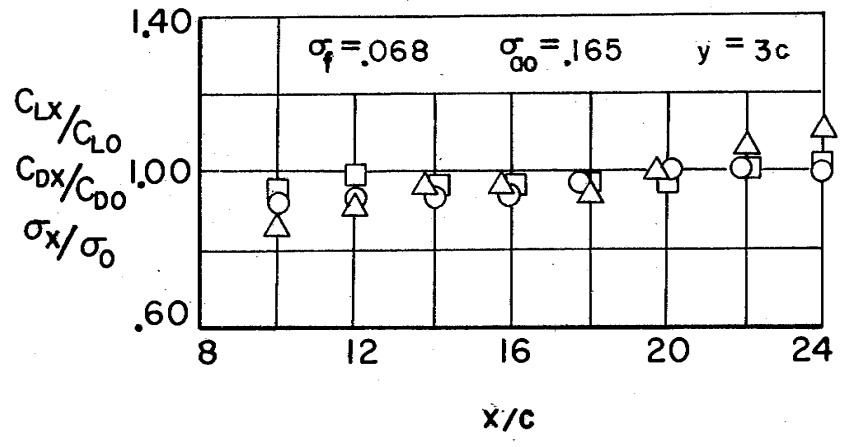 1.40
σf = .068 σao = .165 y = 3c
CLX/CLO
CDX/CDO
1.00
σX/σO
.60
8 12 16 20 24
X/C